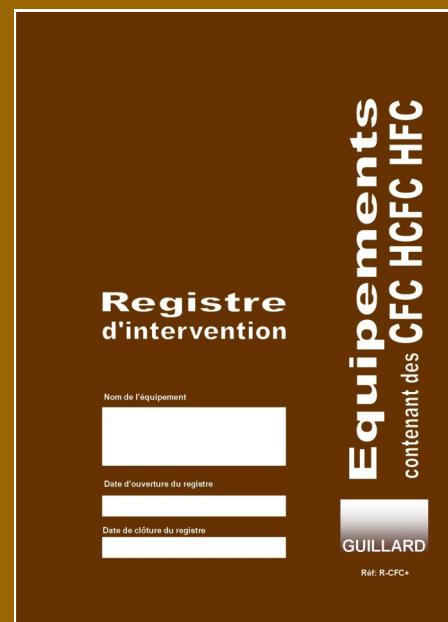 Registre
d'intervention
Nom de l'équipement
Date d'ouverture du registre
Date de clôture du registre
Equipements
contenant des CFC HCFC HFC
GUILLARD
Réf: R-CFC+